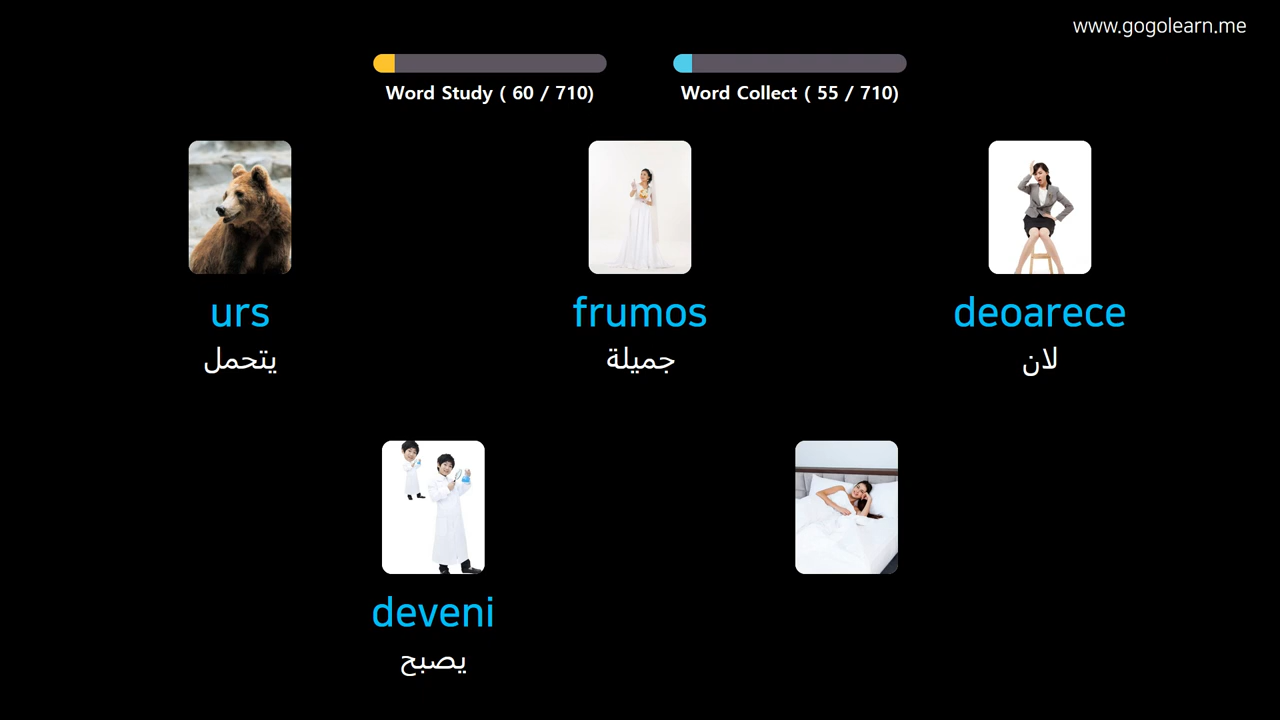 www.gogolearn.me
Word Study ( 60 / 710)
Word Collect ( 55 / 710)
urs
يتحمل
frumos
جميلة
deoarece
لان
deveni
يصبح